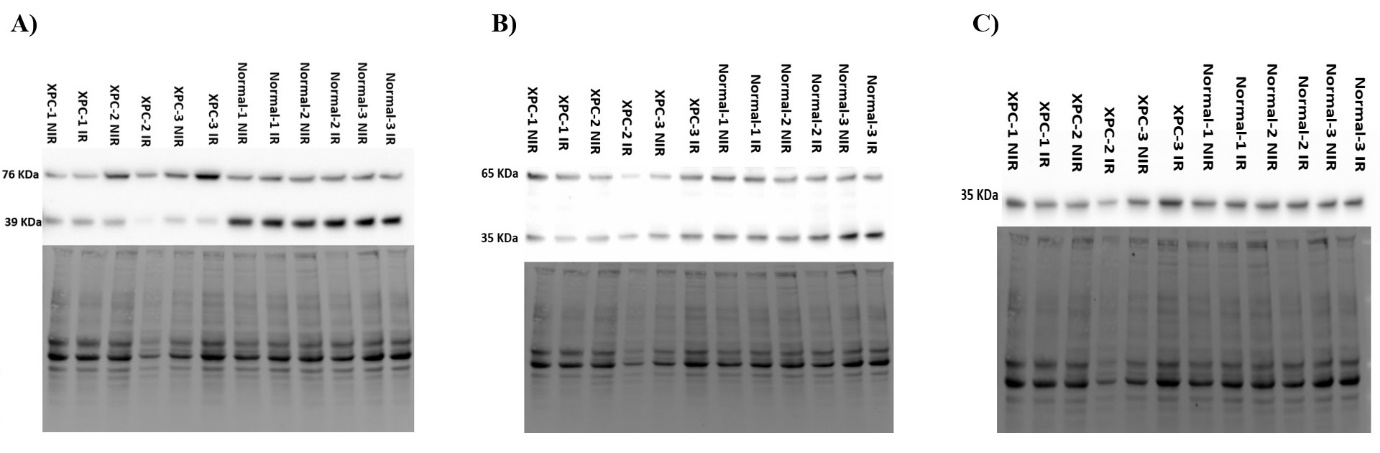 A)
XPC-1 NIR
XPC-1 IR
XPC-2 NIR
XPC-2 IR
XPC-3 NIR
XPC-3 IR
Normal-1 NIR
Normal-1 IR
Normal-2 NIR
Normal-2 IR
Normal-3 NIR
Normal-3 IR
76 KDa
39 KDa
B)
XPC-1 NIR
XPC-1 IR
XPC-2 NIR
XPC-2 IR
XPC-3 NIR
XPC-3 IR
Normal-1 NIR
Normal-1 IR
Normal-2 NIR
Normal-2 IR
Normal-3 NIR
Normal-3 IR
65 KDa
35 KDa
C)
XPC-1 NIR
XPC-1 IR
XPC-2 NIR
XPC-2 IR
XPC-3 NIR
XPC-3 IR
Normal-1 NIR
Normal-1 IR
Normal-2 NIR
Normal-2 IR
Normal-3 NIR
Normal-3 IR
35 KDa